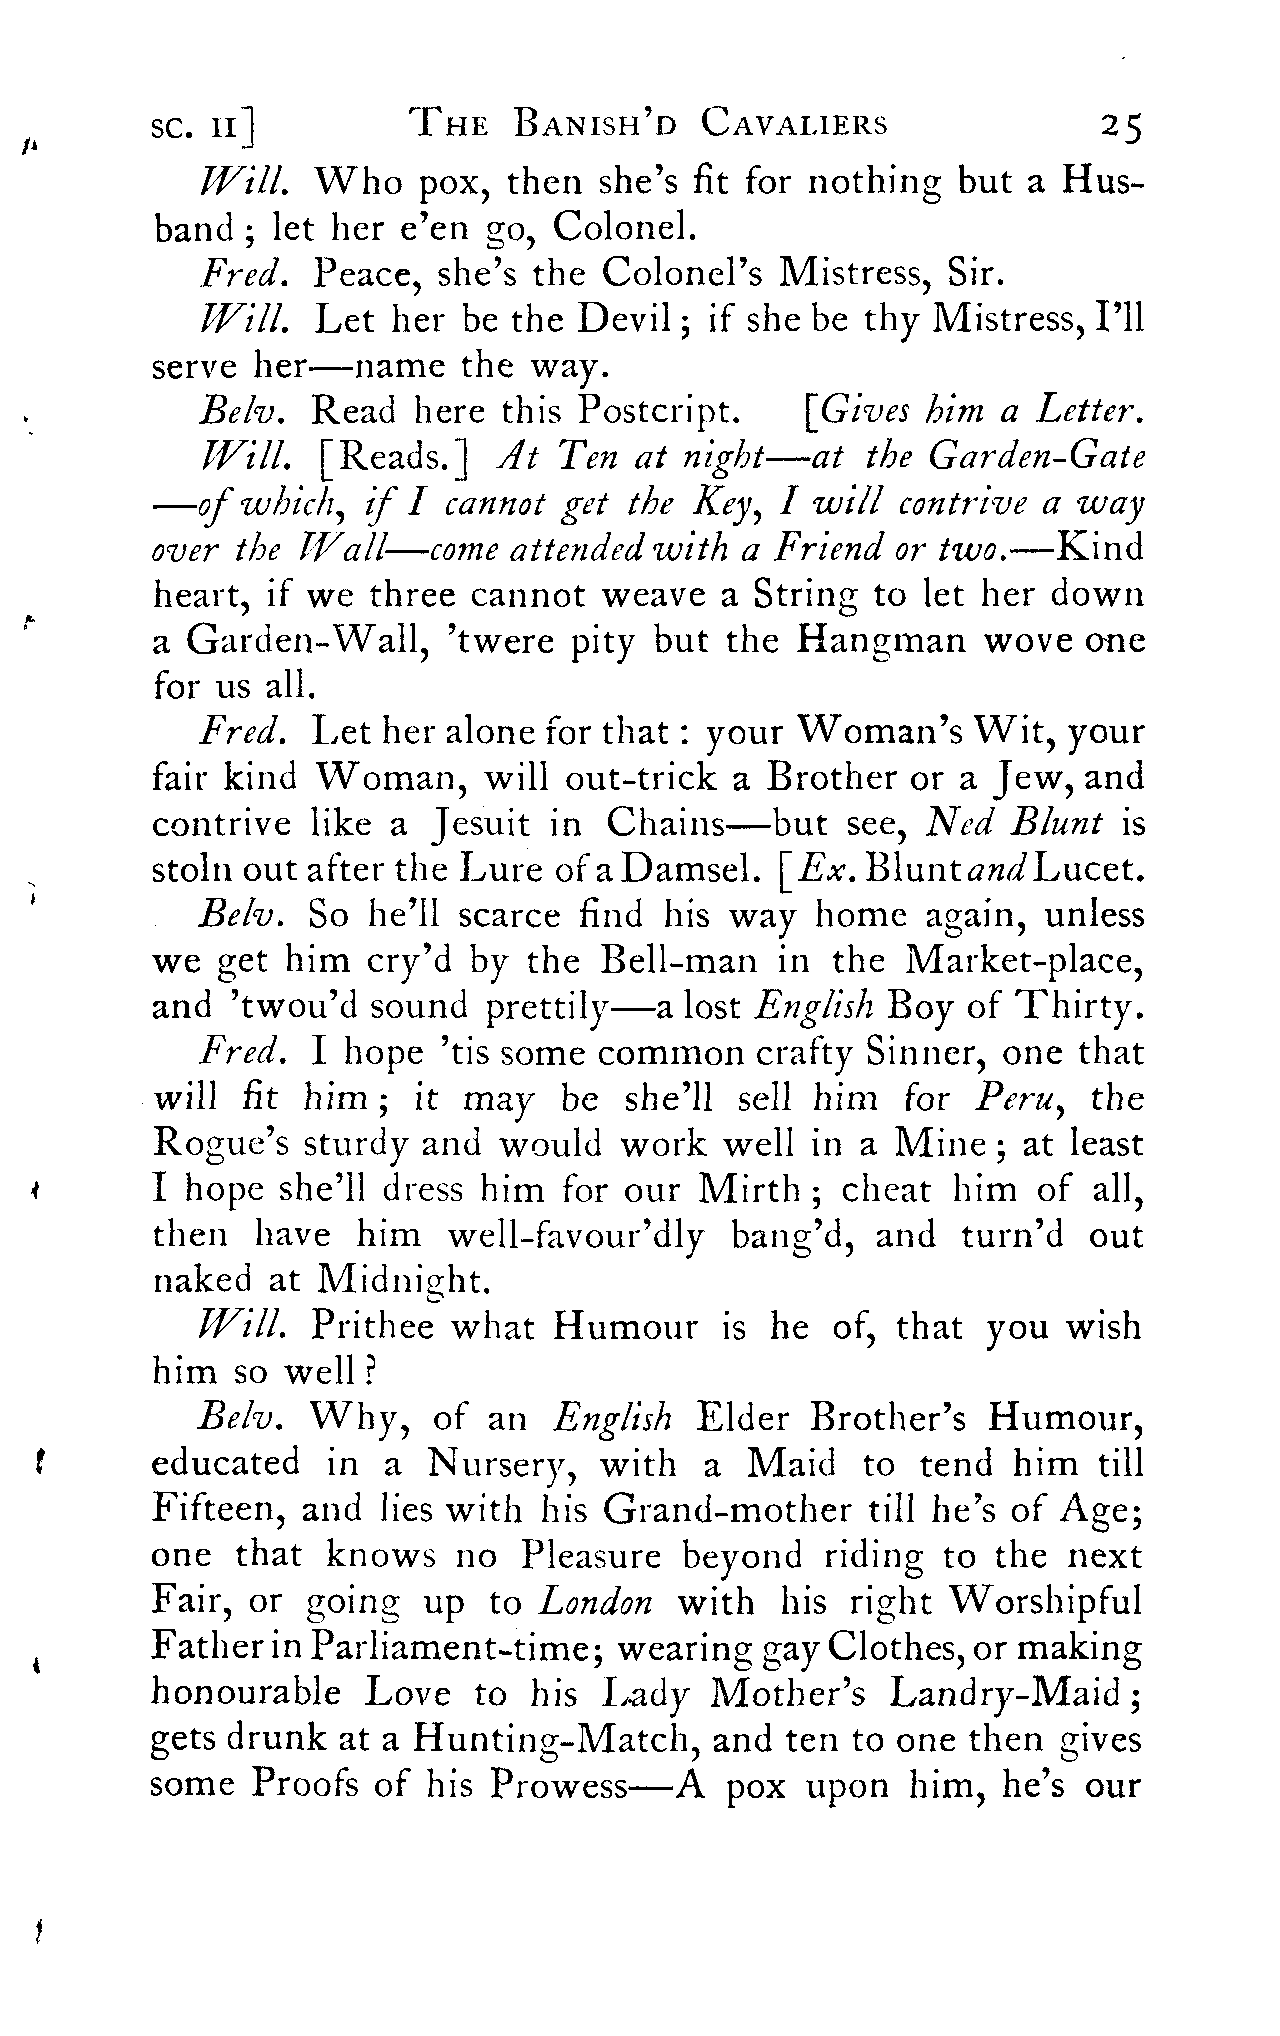 SC. II] THE BANISH'D CAVALIERS 25
Will. Who pox, then she's fit for nothing but a Hus-
band ; let her e'en go, Colonel.
Fred. Peace, she's the Colonel's Mistress, Sir.
Will. Let her be the Devil ; if she be thy Mistress, I'll
serve her—name the way.
Belv. Read here this Postcript. [Gives him a Letter.
Will. [Reads.] At Ten at night—at the Garden-Gate
—of which, if I cannot get the Key, I will contrive a way
over the Wall—come attended with a Friend or two.—Kind
heart, if we three cannot weave a String to let her down
a Garden-Wall, 'twere pity but the Hangman wove one
for us all.
Fred. Let her alone for that : your Woman's Wit, your
fair kind Woman, will out-trick a Brother or a Jew, and
contrive like a Jesuit in Chains—but see, Ned Blunt is
stoln out after the Lure of a Damsel. [Ex. Blunt and Lucet.
Belv. So he'll scarce find his way home again, unless
we get him cry'd by the Bell-man in the Market-place,
and 'twou'd sound prettily—a lost English Boy of Thirty.
Fred. I hope 'tis some common crafty Sinner, one that
will fit him ; it may be she'll sell him for Peru, the
Rogue's sturdy and would work well in a Mine ; at least
I hope she'll dress him for our Mirth ; cheat him of all,
then have him well-favour'dly bang'd, and turn'd out
naked at Midnight.
Will. Prithee what Humour is he of, that you wish
him so well ?
Belv. Why, of an English Elder Brother's Humour,
educated in a Nursery, with a Maid to tend him till
Fifteen, and lies with his Grand-mother till he's of Age;
one that knows no Pleasure beyond riding to the next
Fair, or going up to London with his right Worshipful
Father in Parliament-time; wearing gay Clothes, or making
honourable Love to his Lady Mother's Landry-Maid ;
gets drunk at a Hunting-Match, and ten to one then gives
some Proofs of his Prowess—A pox upon him, he's our